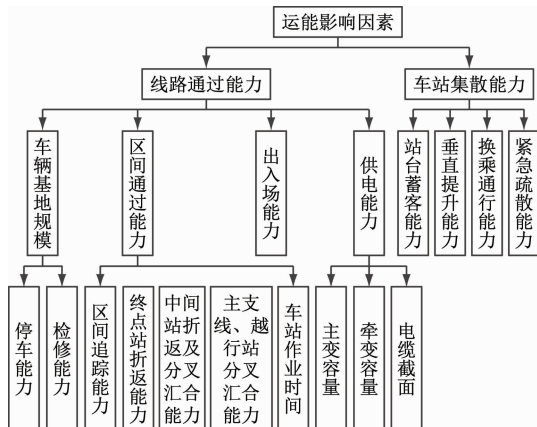 运能影响因素
线路通过能力
车站集散能力
车辆基地规模
区间通过能力
出入场能力
供电能力
站台蓄客能力
垂直提升能力
换乘通行能力
紧急疏散能力
停车能力
检修能力
区间追踪能力
终点站折返能力
中间站折返及分叉汇合能力
主支线、越行站分叉汇合能力
车站作业时间
主变容量
牵变容量
电缆截面